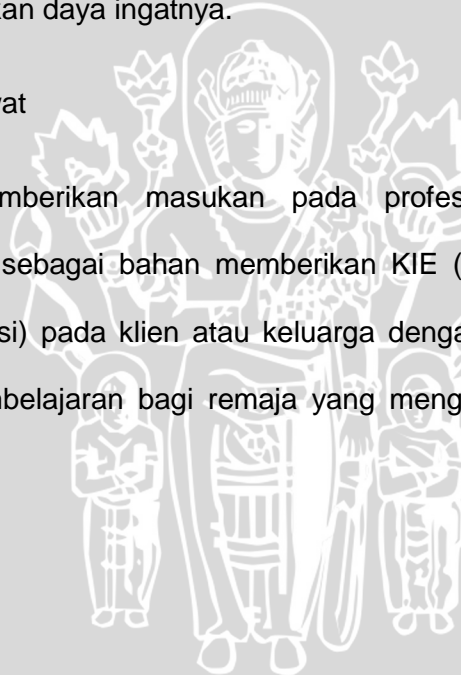 kan daya ingatnya.
at
mberikan masukan pada profes
sebagai bahan memberikan KIE (
si) pada klien atau keluarga denga
belajaran bagi remaja yang meng